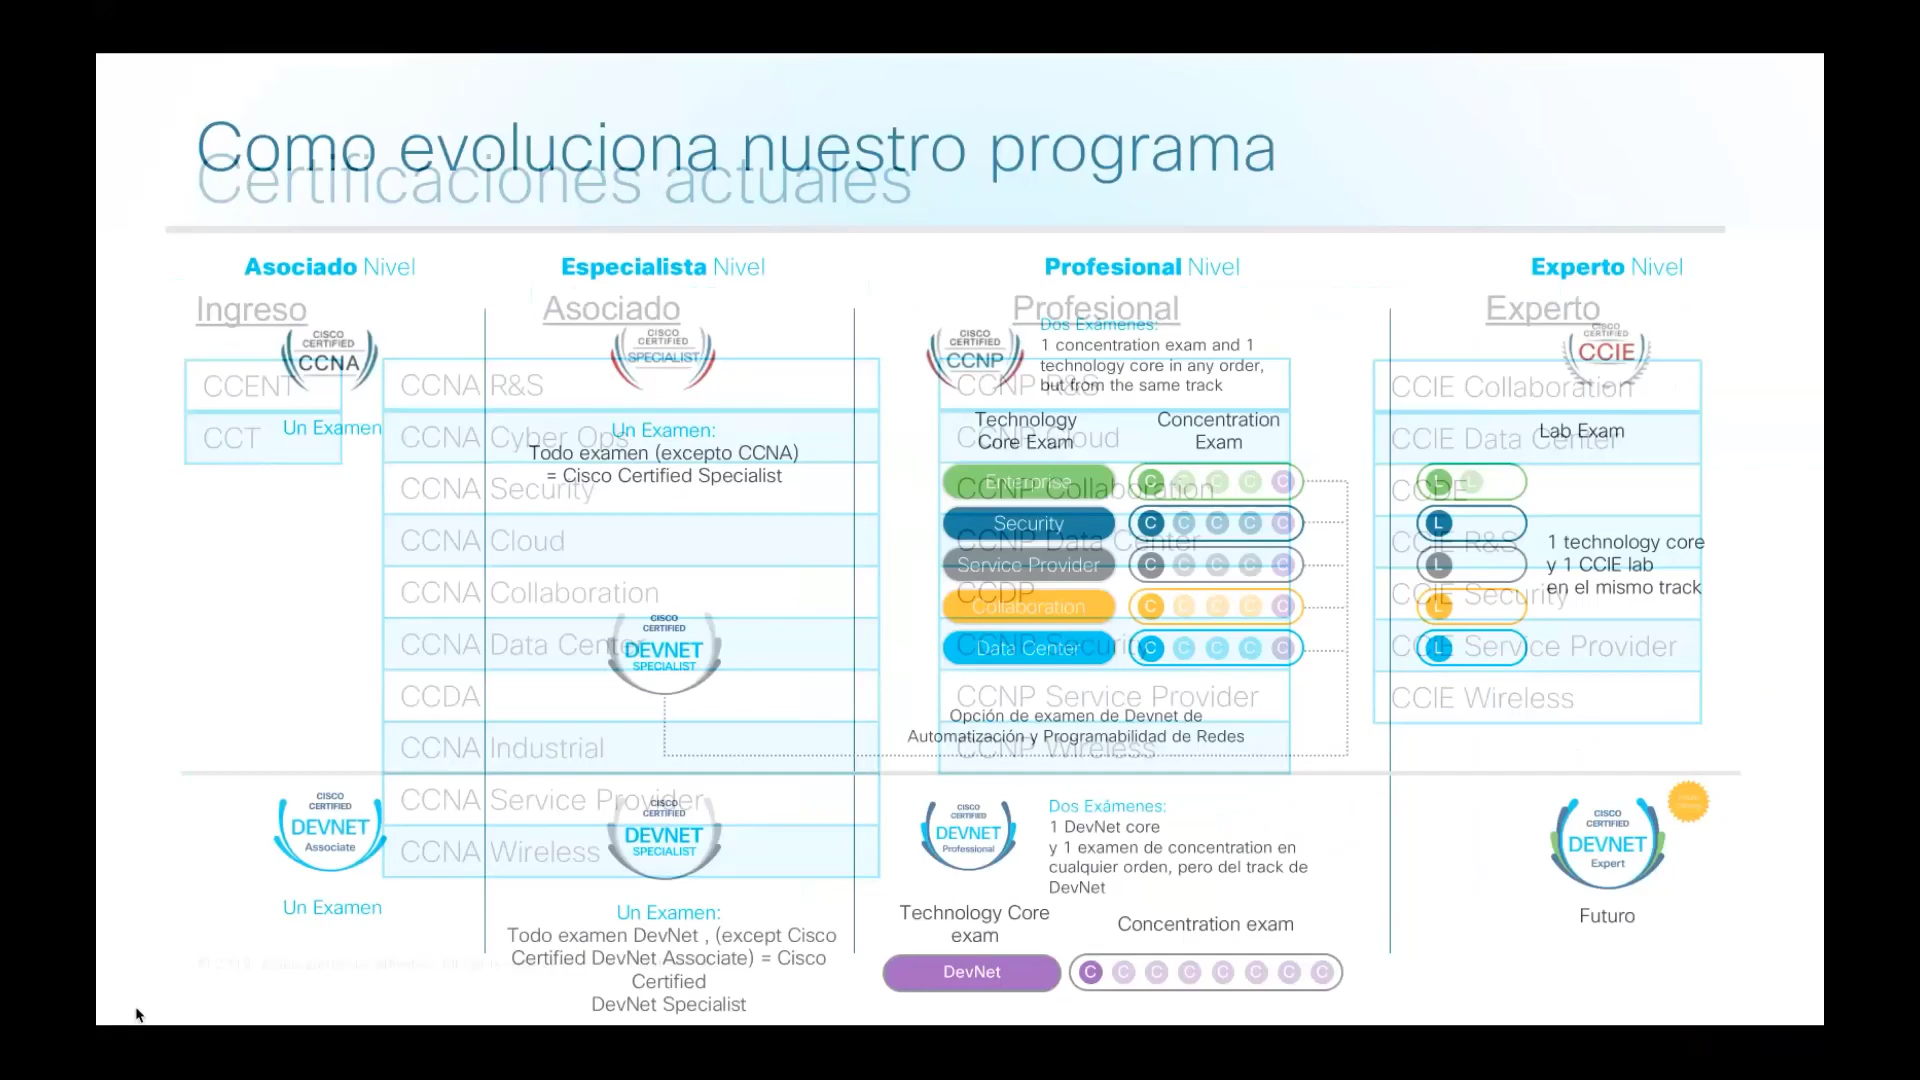 Como evoluciona nuestro programa
Certificaciones actuales
Asociado Nivel
Especialista Nivel
Profesional Nivel
Experto Nivel
Ingreso
Asociado
Profesional
Experto
CISCO
CERTIFIED
CCNA
Un Examen
CCENT
CCT
CISCO
CERTIFIED
SPECIALIST
Un Examen:
Todo examen (excepto CCNA)
= Cisco Certified Specialist
CCNA R&S
CCNA Cyber Ops
CCNA Security
CCNA Cloud
CCNA Collaboration
CCNA Data Center
CCDA
CCNA Industrial
CCNA Service Provider
CCNA Wireless
CISCO
CERTIFIED
DEVNET
SPECIALIST
CISCO
CERTIFIED
CCNP
Dos Exámenes:
1 concentration exam and 1
technology core in any order,
but from the same track
Technology
Core Exam
Concentration
Exam
Enterprise
C C C C C
Security
C C C C C
Service Provider
C C C C C
Collaboration
C C C C C
Data Center
C C C C C
CCNP R&S
CCNP Cloud
CCNP Collaboration
CCNP Data Center
CCDP
CCNP Security
CCNP Service Provider
CCNP Wireless
Opción de examen de Devnet de
Automatización y Programabilidad de Redes
CISCO
CERTIFIED
CCIE
Lab Exam
L L
L
L
L
L
1 technology core
y 1 CCIE lab
en el mismo track
CCIE Collaboration
CCIE Data Center
CCDE
CCIE R&S
CCIE Security
CCIE Service Provider
CCIE Wireless
CISCO
CERTIFIED
DEVNET
Associate
Un Examen
CISCO
CERTIFIED
DEVNET
SPECIALIST
Un Examen:
Todo examen DevNet , (except Cisco
Certified DevNet Associate) = Cisco
Certified
DevNet Specialist
CISCO
CERTIFIED
DEVNET
Professional
Dos Exámenes:
1 DevNet core
y 1 examen de concentration en
cualquier orden, pero del track de
DevNet
Technology Core
exam
Concentration exam
DevNet
C C C C C C C C
CISCO
CERTIFIED
DEVNET
Expert
Futuro